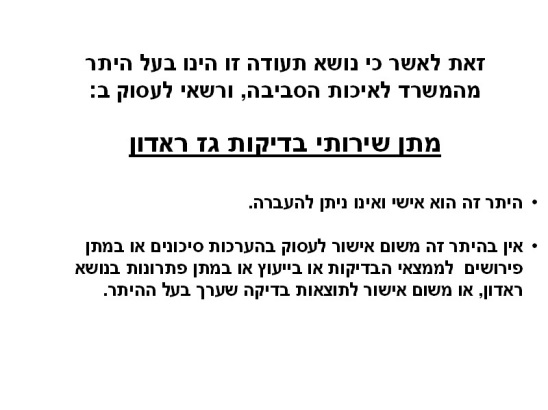 זאת לאשר כי נושא תעודה זו הינו בעל היתר
מהמשרד לאיכות הסביבה, ורשאי לעסוק ב:
מתן שירותי בדיקות גז ראדון
• היתר זה הוא אישי ואינו ניתן להעברה.
• אין בהיתר זה משום אישור לעסוק בהערכות סיכונים או במתן
פירושים לממצאי הבדיקות או בייעוץ או במתן פתרונות בנושא
ראדון, או משום אישור לתוצאות בדיקה שערך בעל ההיתר.